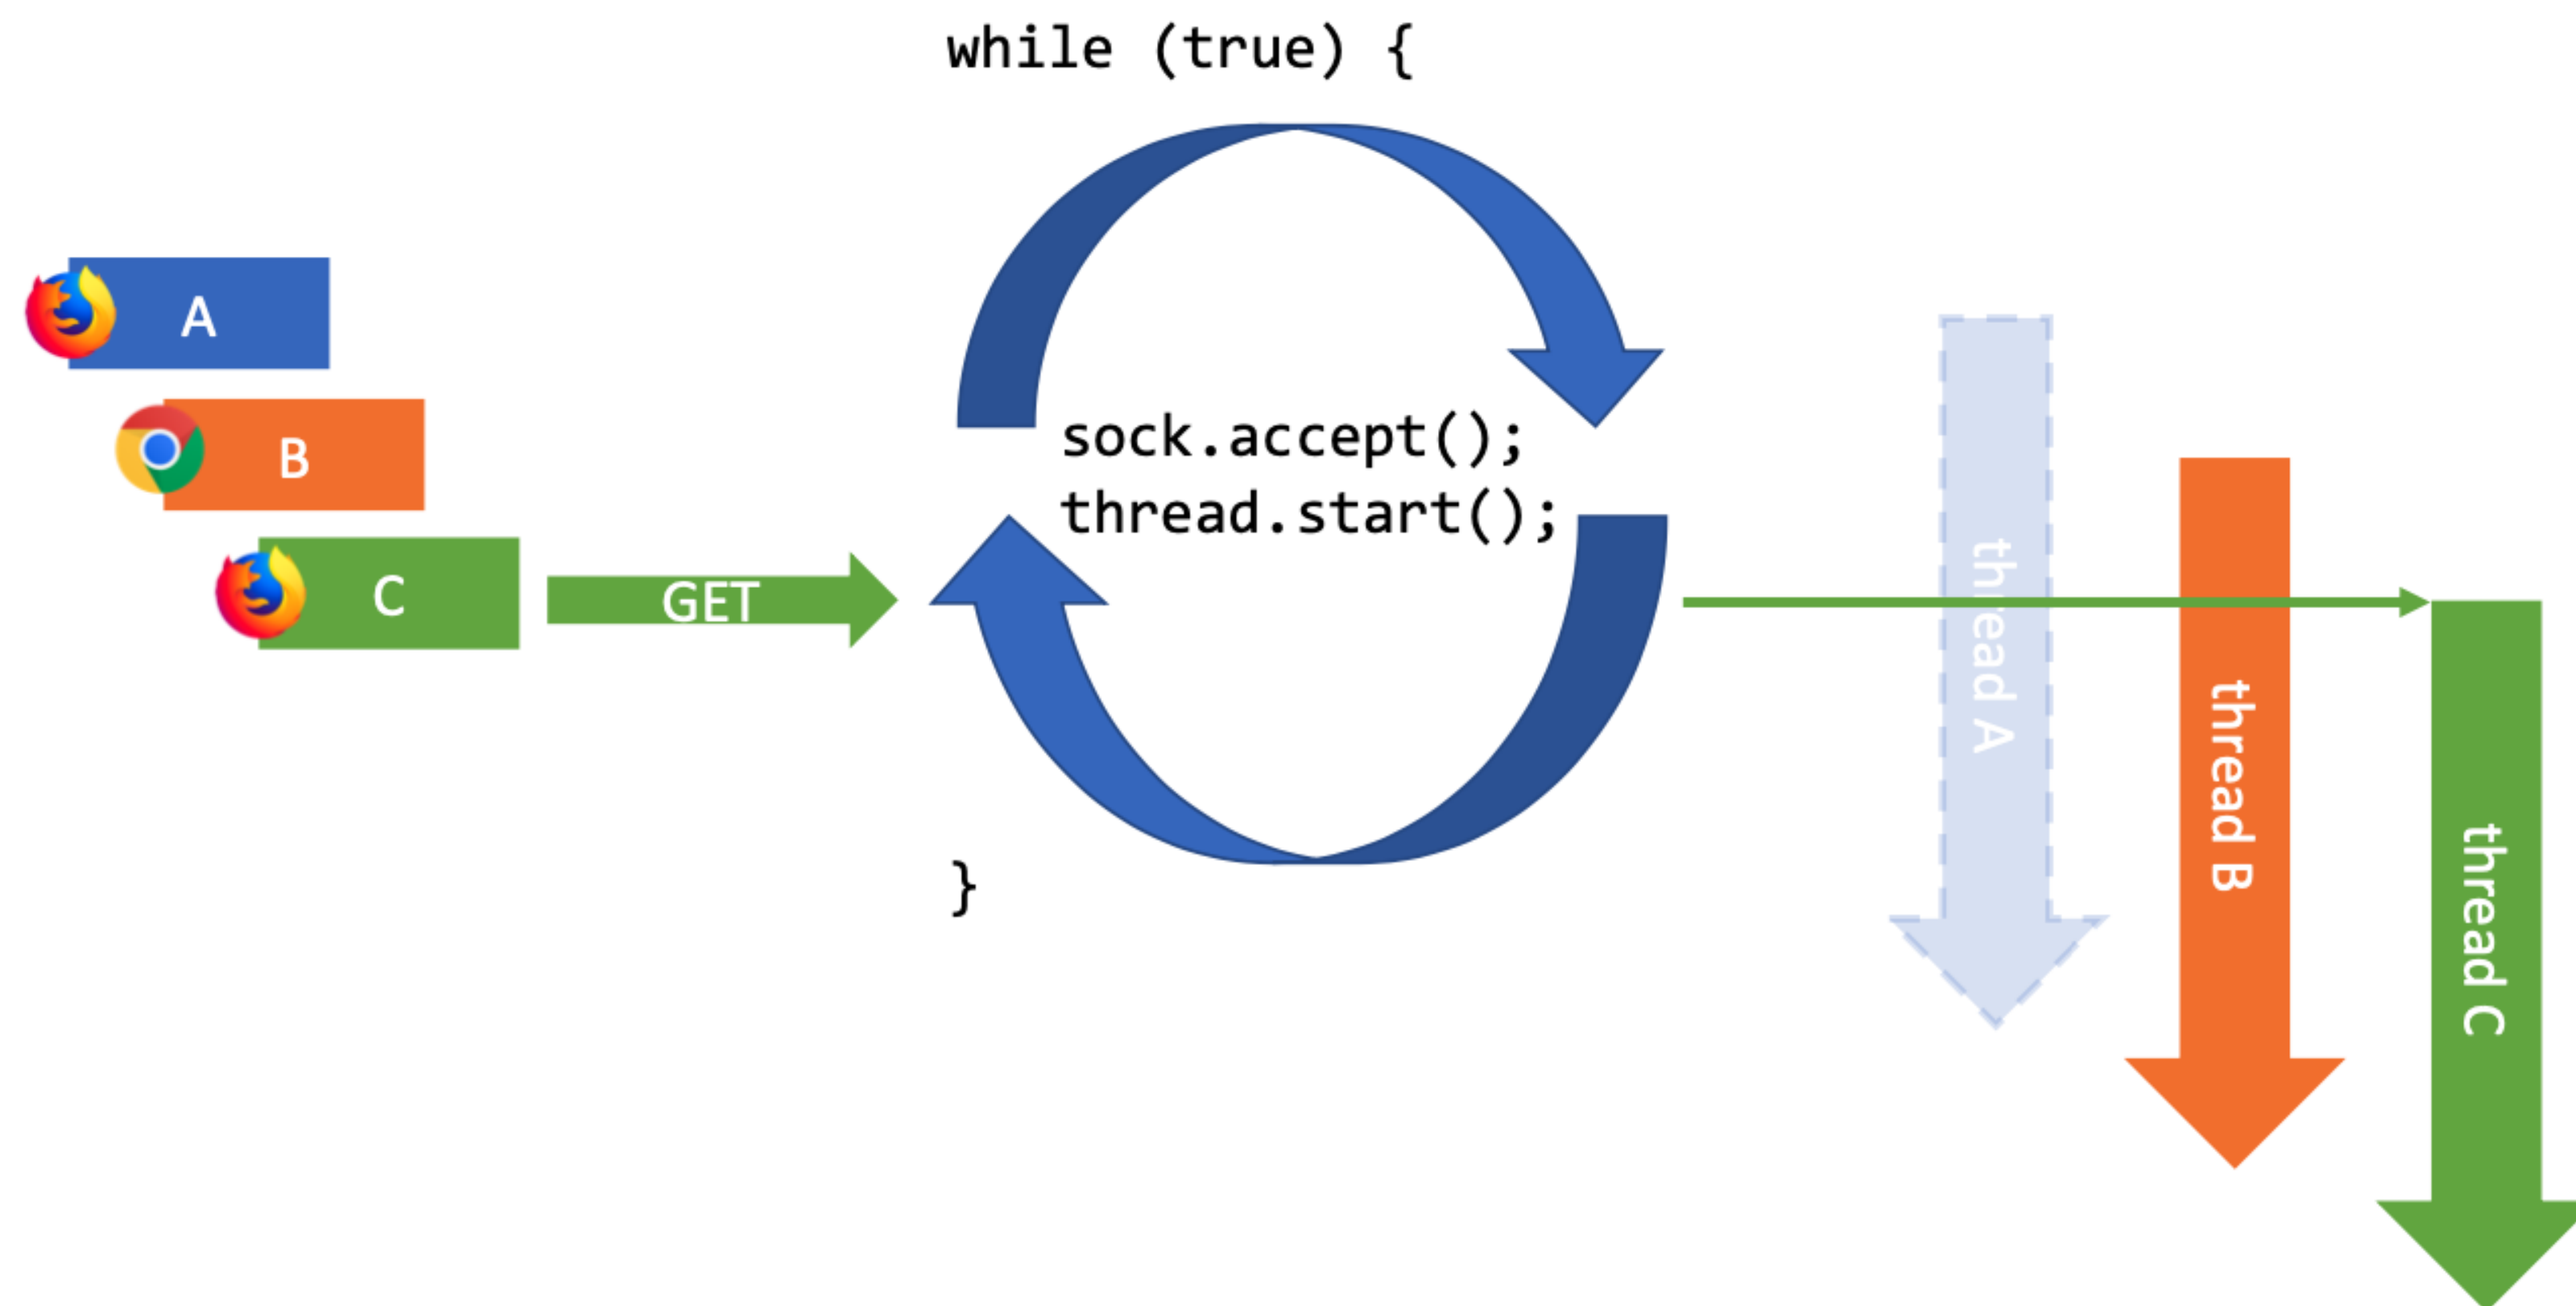 while (true) {
A
B
C
GET
sock.accept();
thread.start();
}
thread A
thread B
thread C